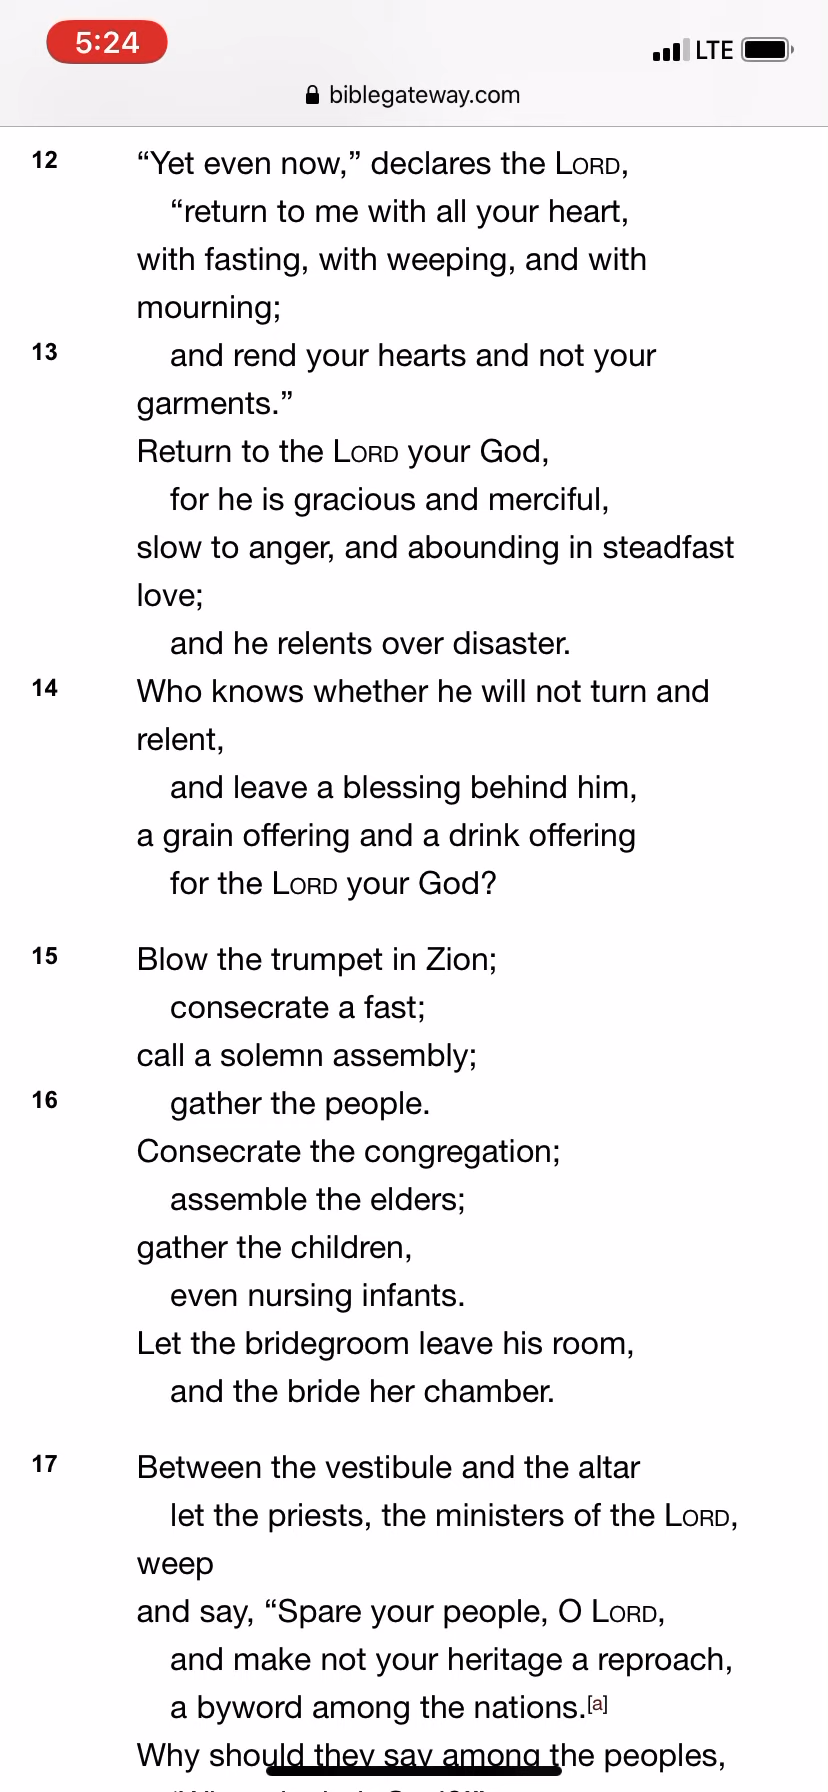 5:24
LTE
biblegateway.com
12 “Yet even now,” declares the LORD,
“return to me with all your heart,
with fasting, with weeping, and with
mourning;
13 and rend your hearts and not your
garments.”
Return to the LORD your God,
for he is gracious and merciful,
slow to anger, and abounding in steadfast
love;
and he relents over disaster.
14 Who knows whether he will not turn and
relent,
and leave a blessing behind him,
a grain offering and a drink offering
for the LORD your God?
15 Blow the trumpet in Zion;
consecrate a fast;
call a solemn assembly;
16 gather the people.
Consecrate the congregation;
assemble the elders;
gather the children,
even nursing infants.
Let the bridegroom leave his room,
and the bride her chamber.
17 Between the vestibule and the altar
let the priests, the ministers of the LORD,
weep
and say, “Spare your people, O LORD,
and make not your heritage a reproach,
a byword among the nations.[a]
Why should they say among the peoples,